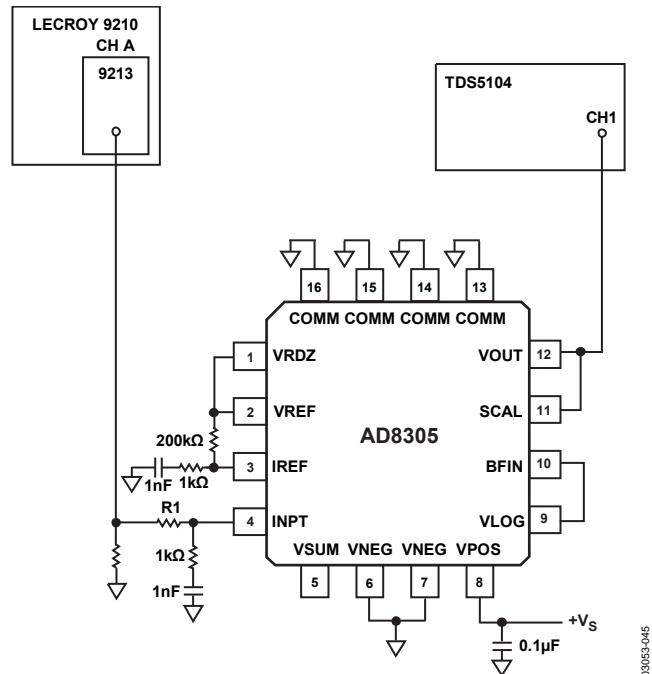 LECROY 9210
CH A
9213
TDS5104
CH1
16 15 14 13
COMM COMM COMM COMM
1 VRDZ
2 VREF
3 IREF
4 INPT
VOUT 12
SCAL 11
BFIN 10
VLOG 9
AD8305
200kΩ
1nF 1kΩ
R1
1kΩ
1nF
VSUM VNEG VNEG VPOS
5 6 7 8
+VS
0.1µF
03053-045